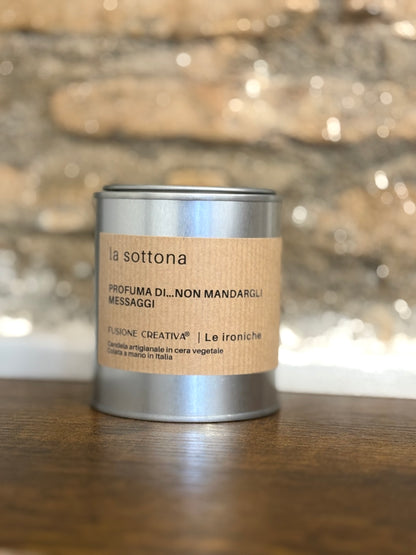 la sottona
PROFUMA DI...NON MANDARGLI
MESSAGGI
FUSIONE CREATIVA® | Le ironiche
Candela artigianale in cera vegetale
Colata a mano in Italia